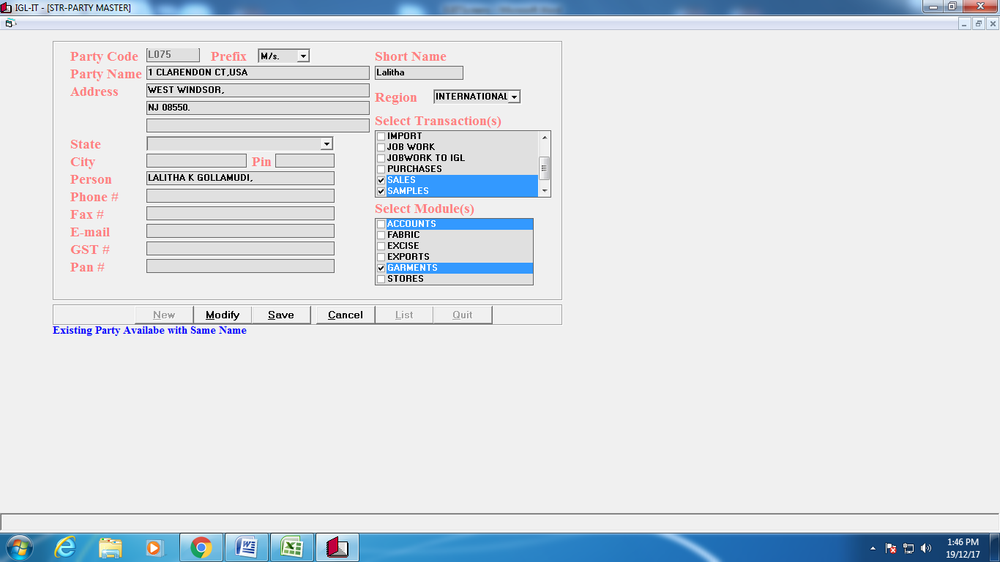 IGL-IT - [STR-PARTY MASTER]
Party Code L075 Prefix M/s. Short Name
Party Name 1 CLARENDON CT,USA Lalitha
Address WEST WINDSOR,
Region INTERNATIONAL
NJ 08550.
Select Transaction(s)
IMPORT
State
JOB WORK
JOBWORK TO IGL
City Pin
PURCHASES
Person LALITHA K GOLLAMUDI,
SALES
SAMPLES
Phone #
Select Module(s)
Fax #
ACCOUNTS
E-mail
FABRIC
EXCISE
GST #
EXPORTS
Pan #
GARMENTS
STORES
New Modify Save Cancel List Quit
Existing Party Availabe with Same Name
1:46 PM
19/12/17